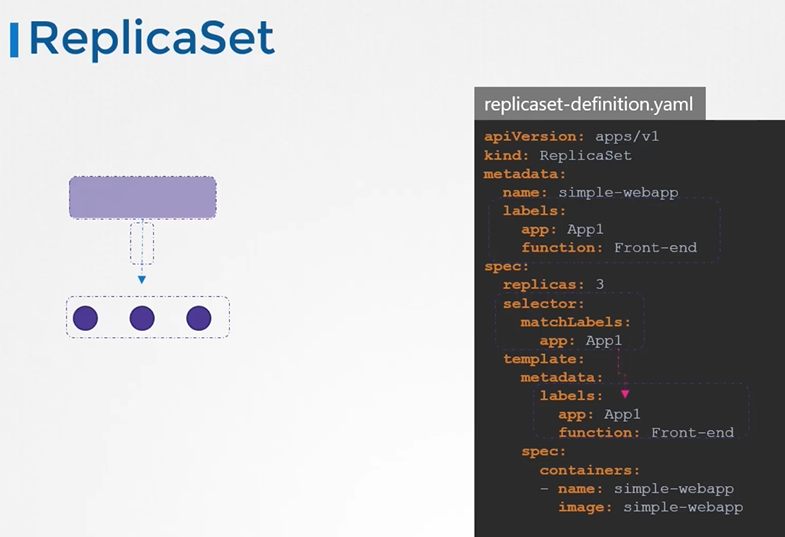 ReplicaSet
replicaset-definition.yaml
apiVersion: apps/v1
kind: ReplicaSet
metadata:
  name: simple-webapp
  labels:
    app: App1
    function: Front-end
spec:
  replicas: 3
  selector:
    matchLabels:
      app: App1
  template:
    metadata:
      labels:
        app: App1
        function: Front-end
    spec:
      containers:
      - name: simple-webapp
        image: simple-webapp